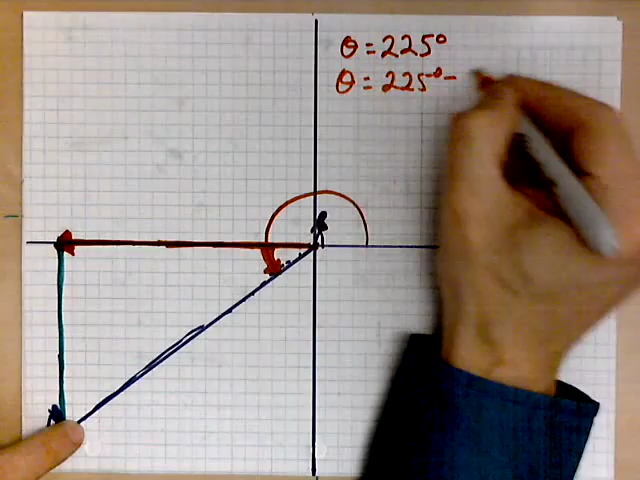 θ = 225°
θ = 225° -